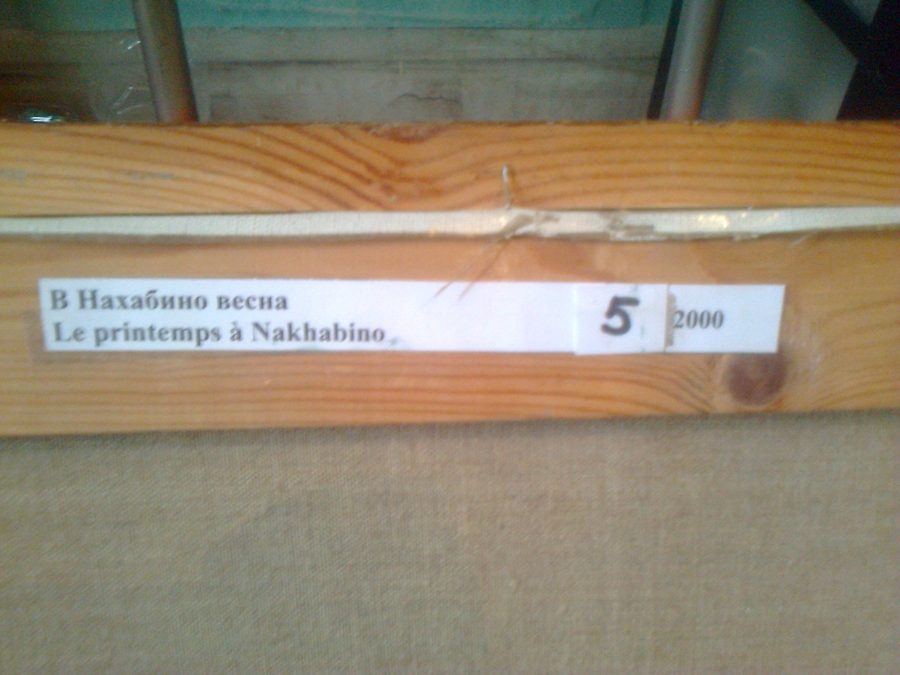 В Нахабино весна
Le printemps à Nakhabino 5 2000